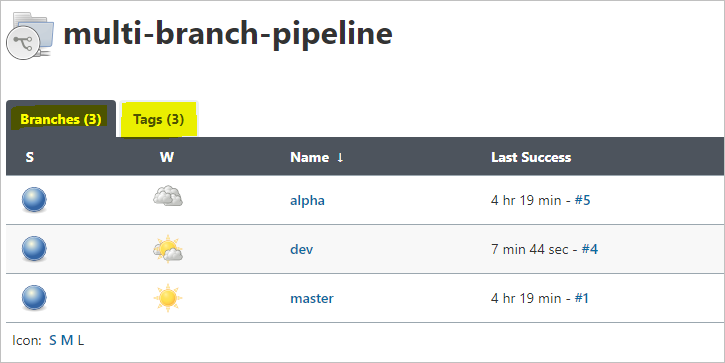 multi-branch-pipeline
Branches (3) Tags (3)
S W Name ↓ Last Success
alpha 4 hr 19 min - #5
dev 7 min 44 sec - #4
master 4 hr 19 min - #1
Icon: S M L